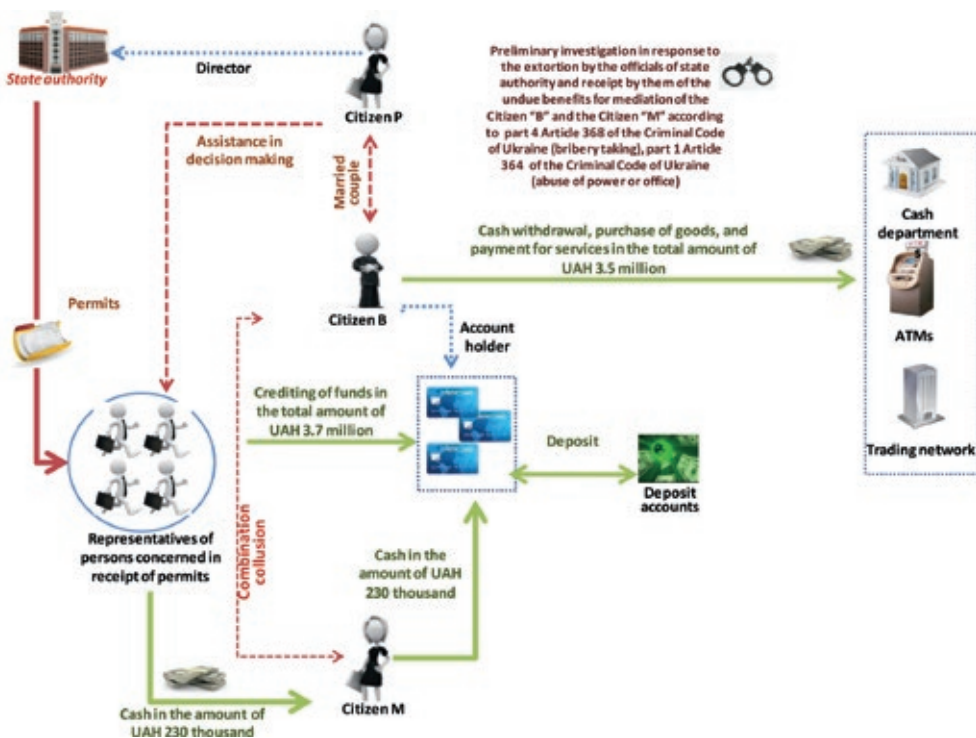 State authority
Director
Citizen P
Preliminary investigation in response to
the extortion by the officials of state
authority and receipt by them of the
undue benefits for mediation of the
Citizen "B" and the Citizen "M" according
to part 4 Article 368 of the Criminal Code
of Ukraine (bribery taking), part 1 Article
364 of the Criminal Code of Ukraine
(abuse of power or office)
Assistance in
decision making
Married
couple
Cash withdrawal, purchase of goods, and
payment for services in the total amount of
UAH 3.5 million
Cash
department
ATMs
Trading network
Permits
Citizen B
Account
holder
Crediting of funds in
the total amount of
UAH 3.7 million
Deposit
Deposit
accounts
Representatives of
persons concerned in
receipt of permits
Combination
collusion
Cash in the
amount of UAH
230 thousand
Citizen M
Cash in the amount of
UAH 230 thousand